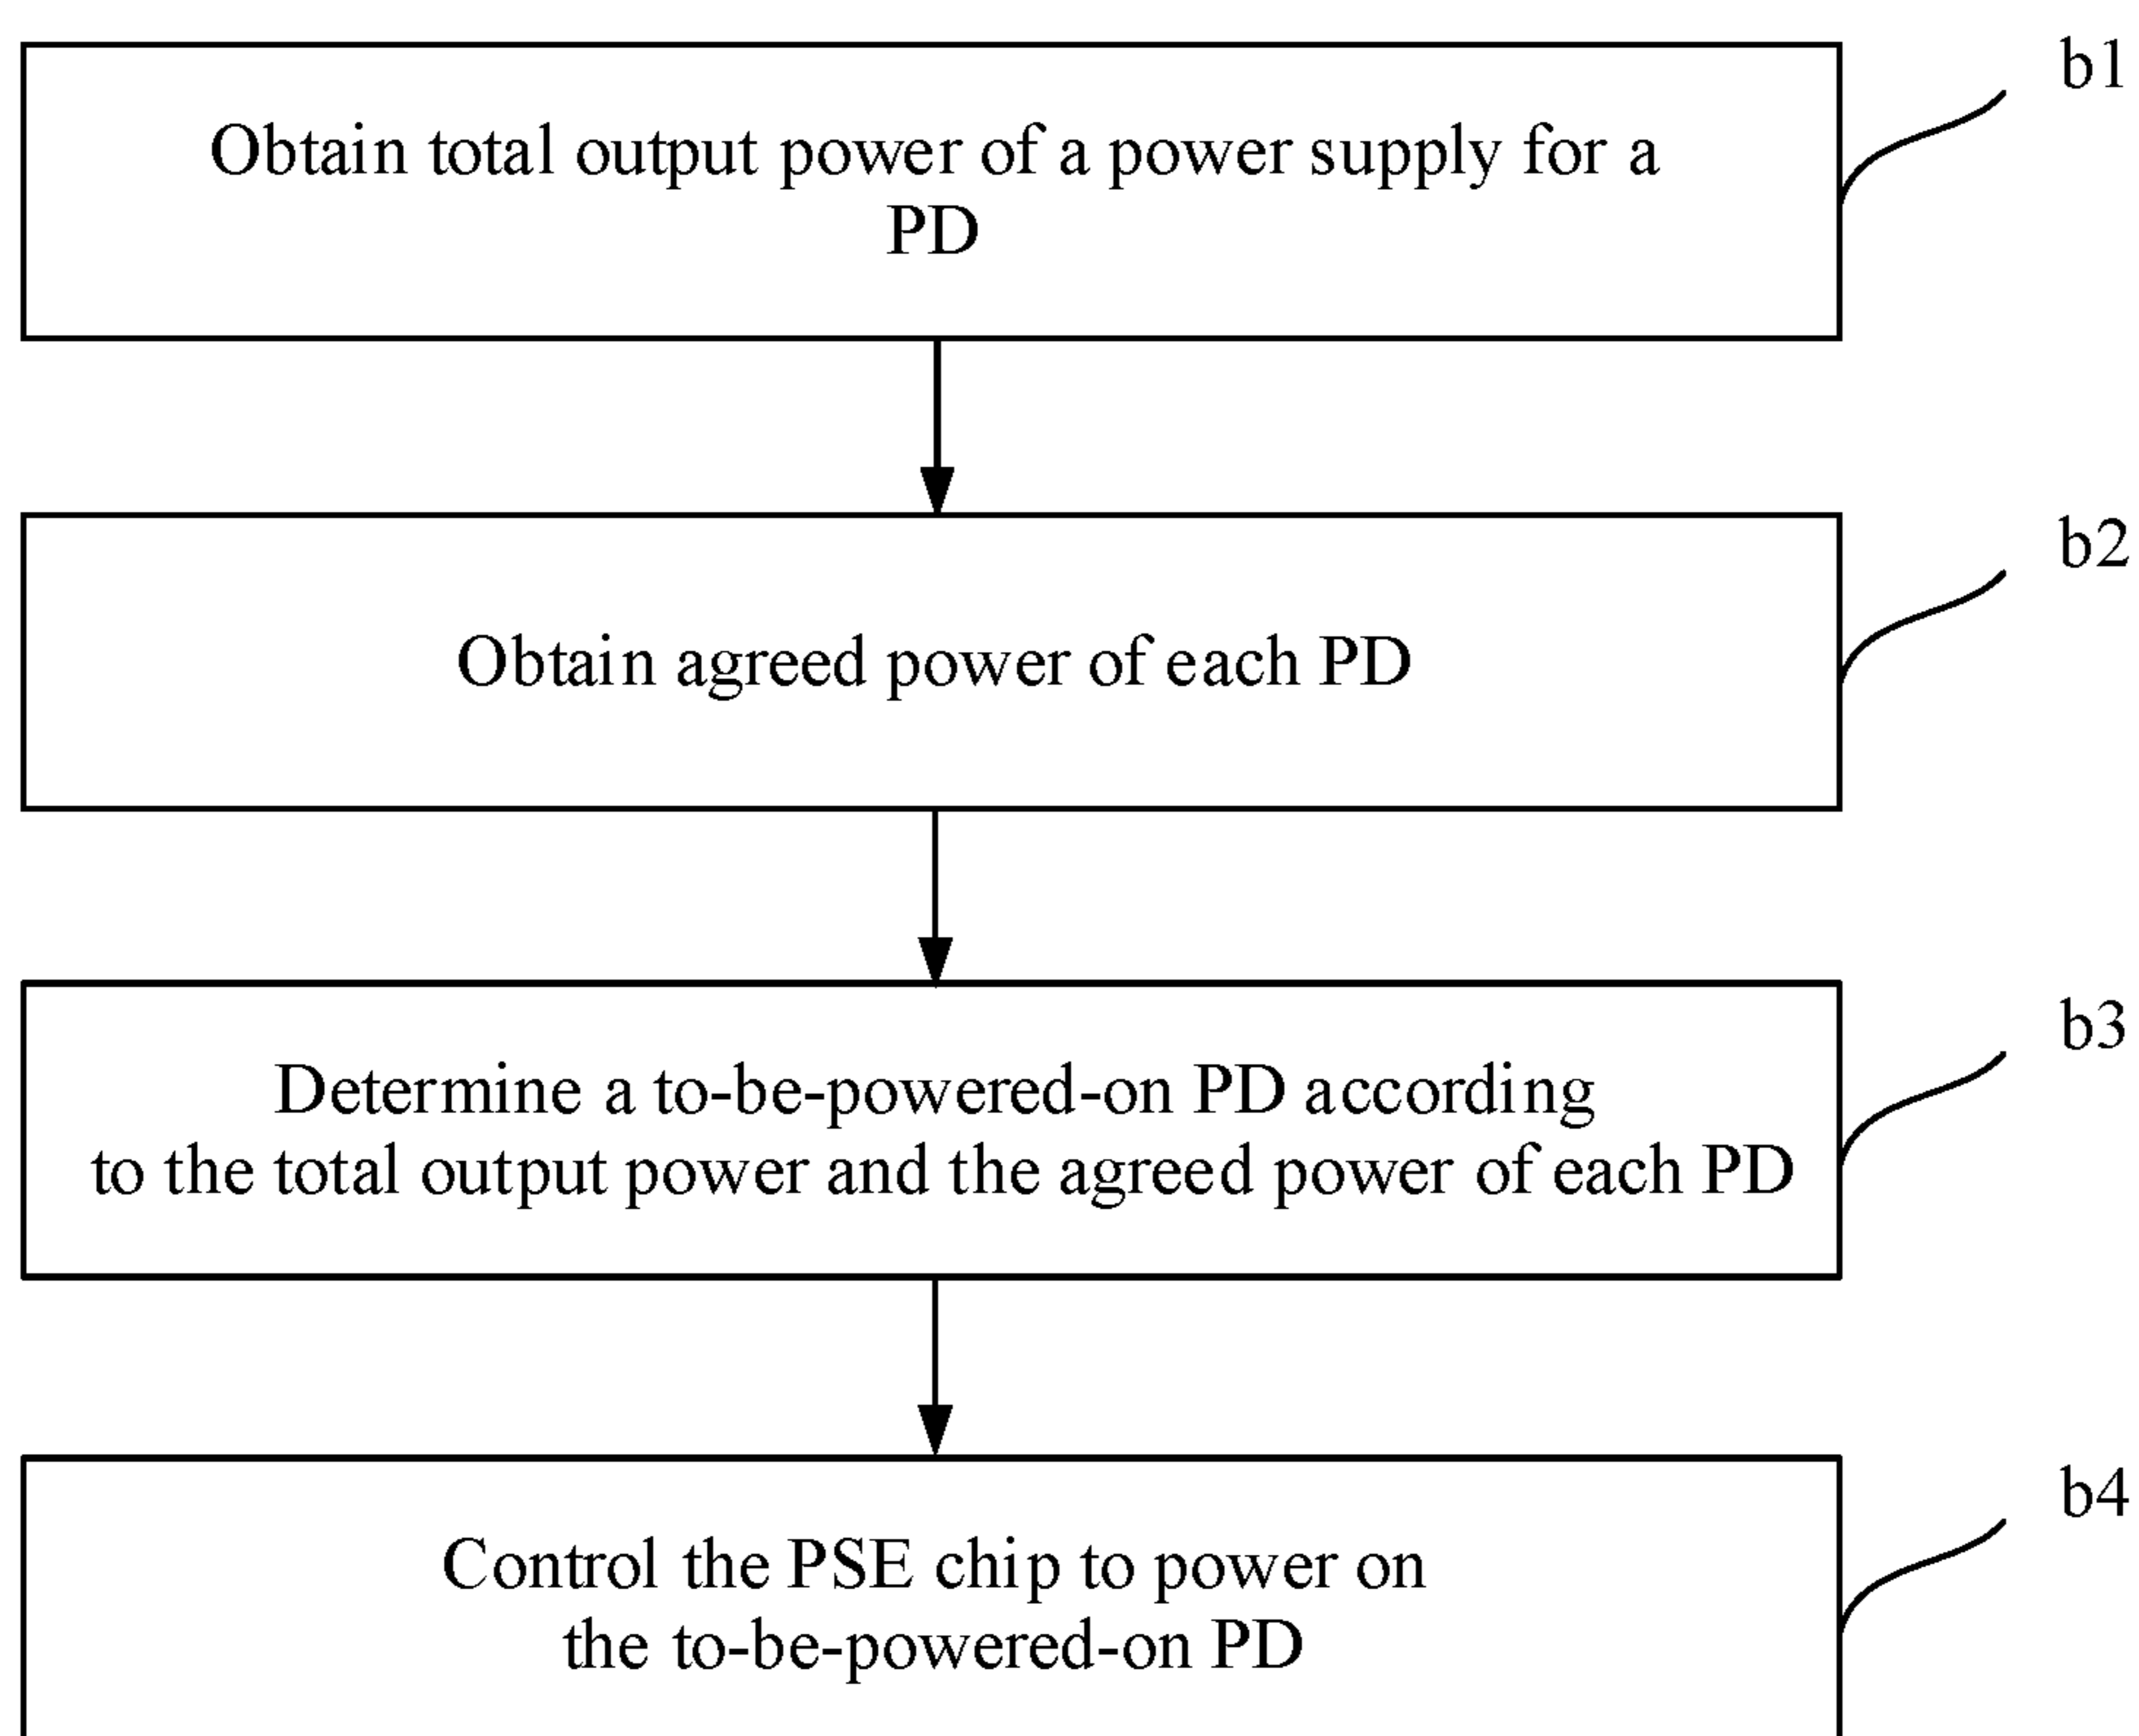 b1
Obtain total output power of a power supply for a
PD
b2
Obtain agreed power of each PD
b3
Determine a to-be-powered-on PD according
to the total output power and the agreed power of each PD
b4
Control the PSE chip to power on
the to-be-powered-on PD